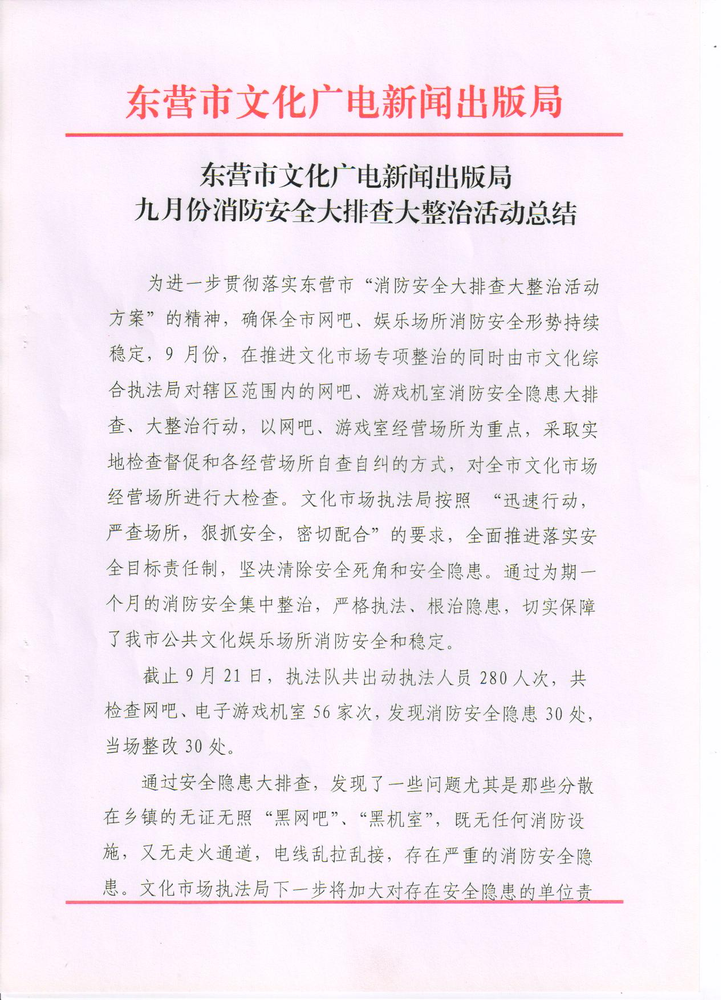 东营市文化广电新闻出版局
东营市文化广电新闻出版局
九月份消防安全大排查大整治活动总结
为进一步贯彻落实东营市“消防安全大排查大整治活动
方案”的精神，确保全市网吧、娱乐场所消防安全形势持续
稳定，9 月份，在推进文化市场专项整治的同时由市文化综
合执法局对辖区范围内的网吧、游戏机室消防安全隐患大排
查、大整治行动，以网吧、游戏室经营场所为重点，采取实
地检查督促和各经营场所自查自纠的方式，对全市文化市场
经营场所进行大检查。文化市场执法局按照 “迅速行动，
严查场所，狠抓安全，密切配合”的要求，全面推进落实安
全目标责任制，坚决清除安全死角和安全隐患。通过为期一
个月的消防安全集中整治，严格执法、根治隐患，切实保障
了我市公共文化娱乐场所消防安全和稳定。
截止 9 月 21 日，执法队共出动执法人员 280 人次，共
检查网吧、电子游戏机室 56 家次，发现消防安全隐患 30 处，
当场整改 30 处。
通过安全隐患大排查，发现了一些问题尤其是那些分散
在乡镇的无证无照“黑网吧”、“黑机室”，既无任何消防设
施，又无走火通道，电线乱拉乱接，存在严重的消防安全隐
患。文化市场执法局下一步将加大对存在安全隐患的单位责